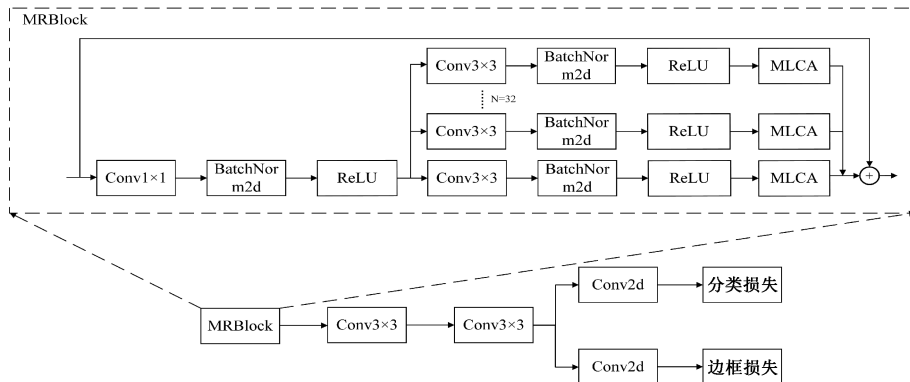 MRBlock
Conv3×3
BatchNor
m2d
ReLU
MLCA
N=32
Conv3×3
BatchNor
m2d
ReLU
MLCA
Conv1×1
BatchNor
m2d
ReLU
Conv3×3
BatchNor
m2d
ReLU
MLCA
+
MRBlock
Conv3×3
Conv3×3
Conv2d
分类损失
Conv2d
边框损失